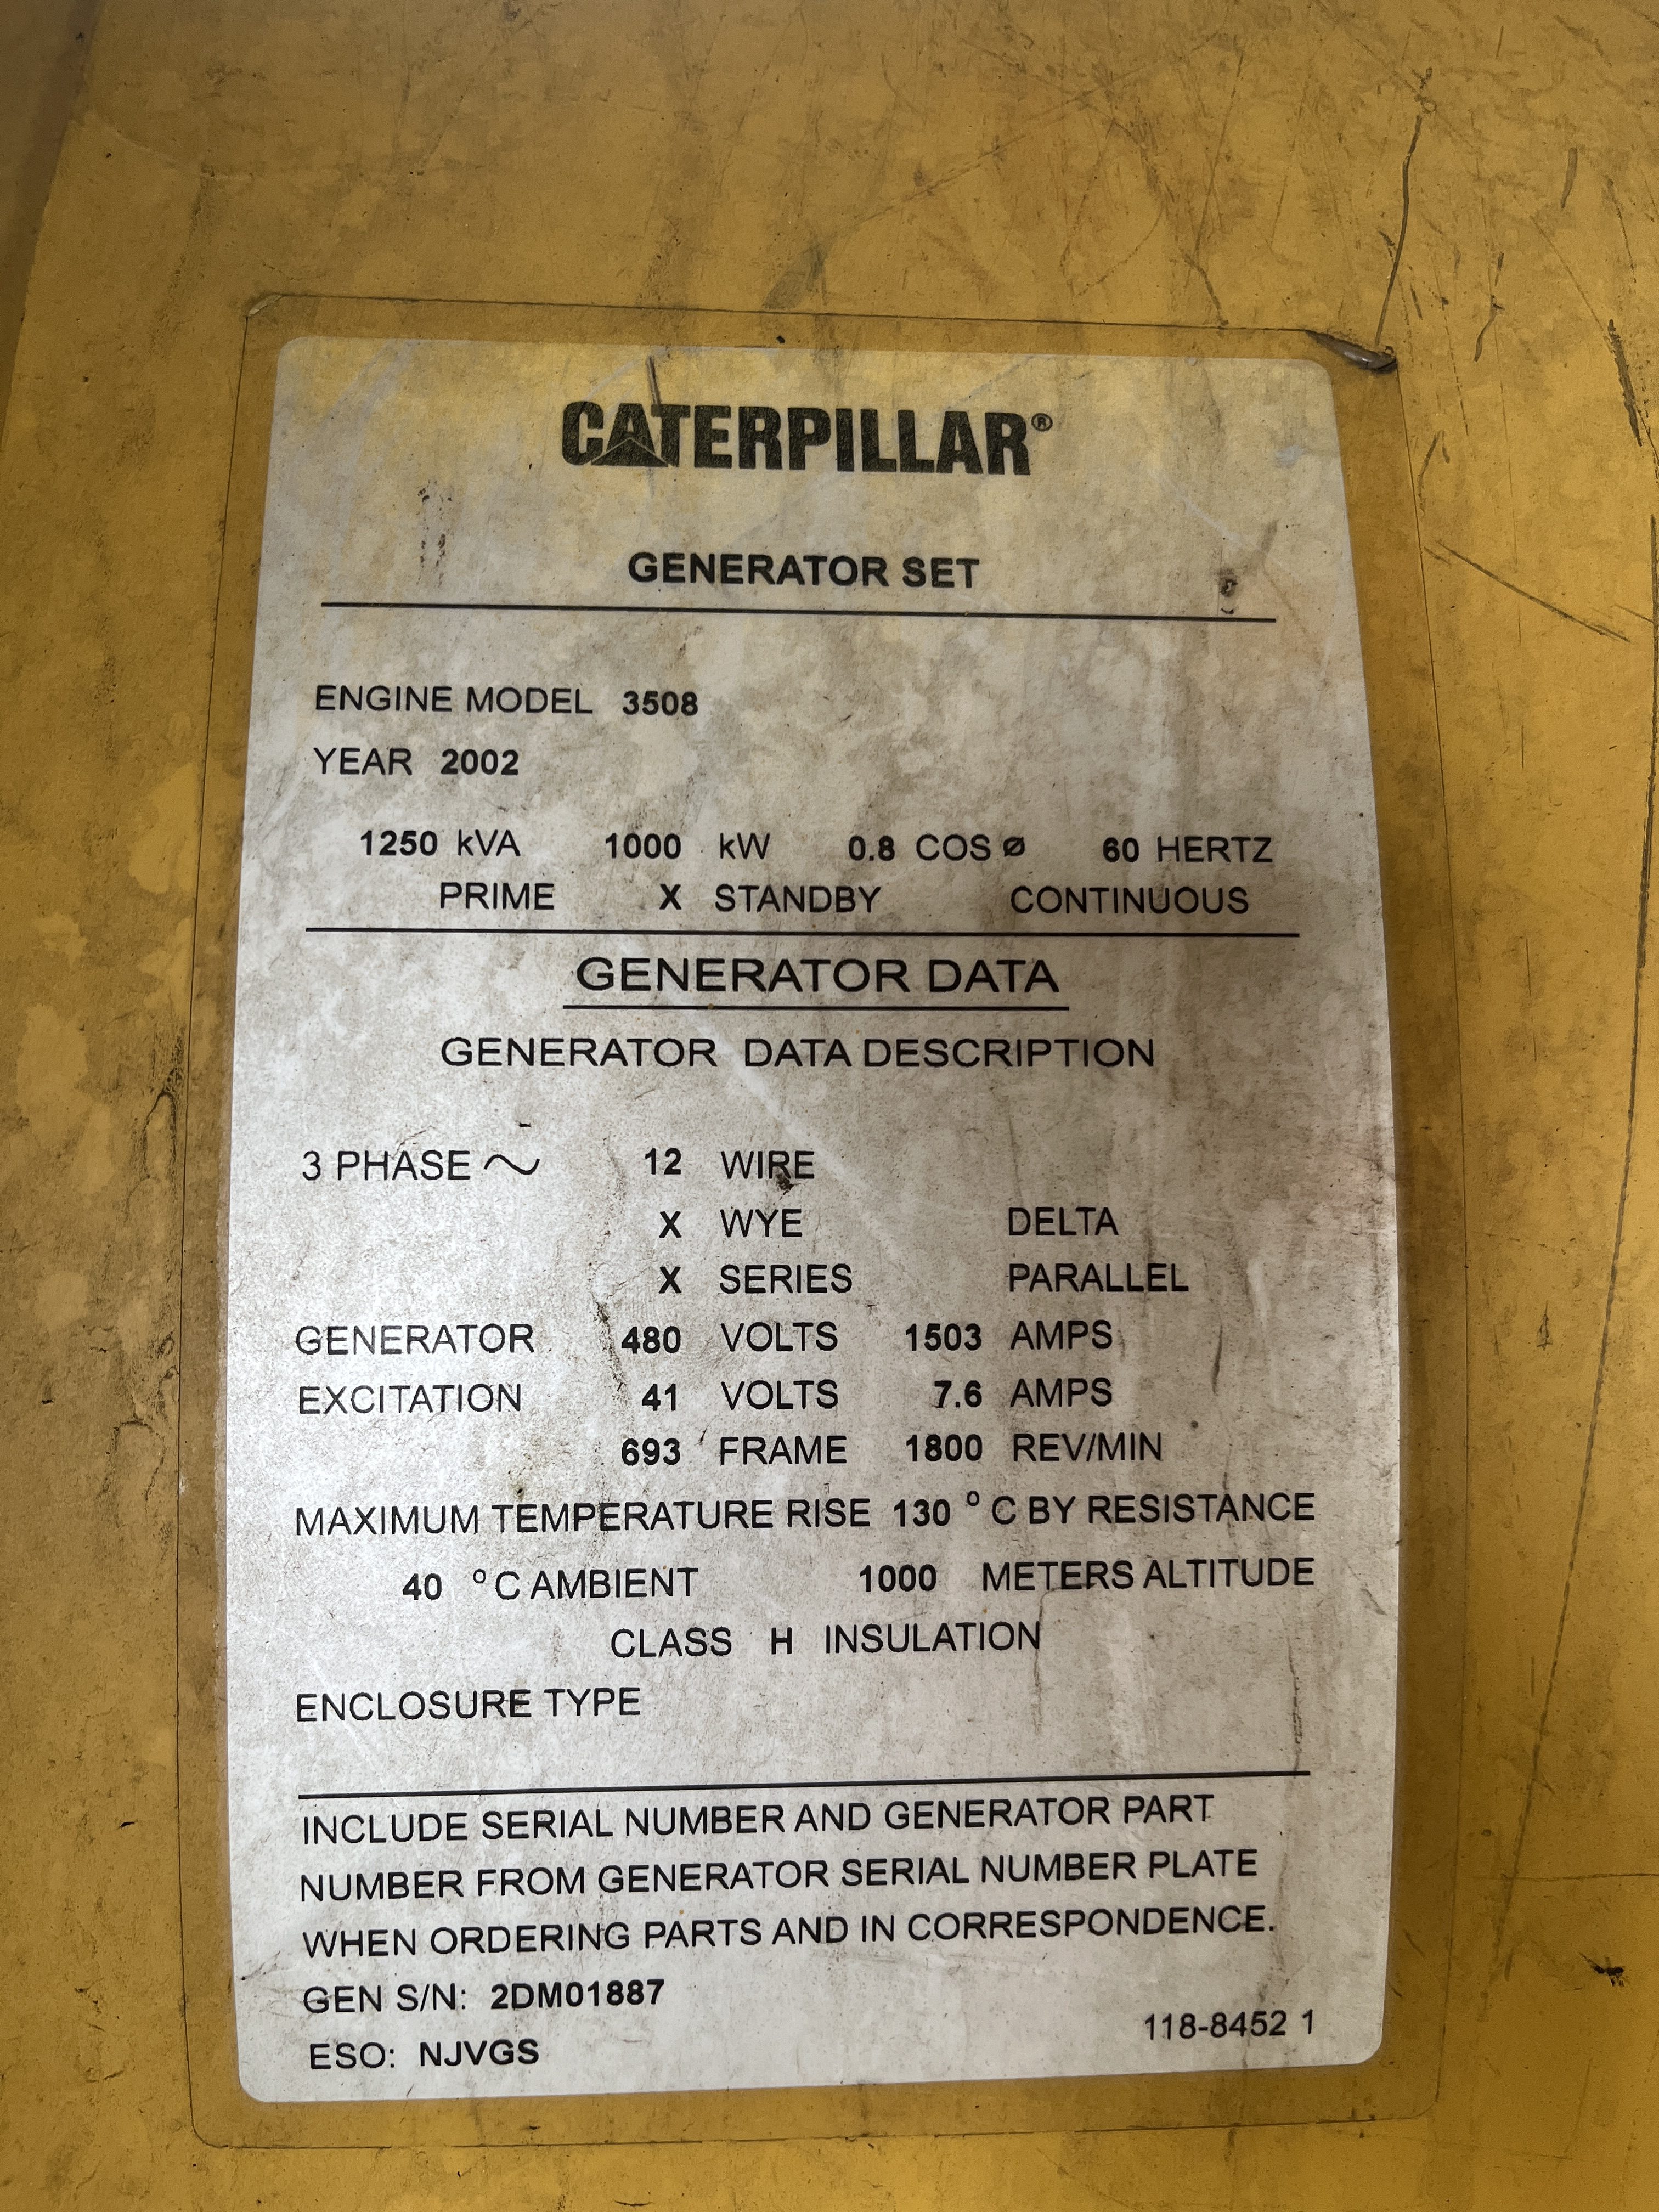 CATERPILLAR®
GENERATOR SET
ENGINE MODEL 3508
YEAR 2002
1250 kVA 1000 kW 0.8 COS ø 60 HERTZ
PRIME X STANDBY CONTINUOUS
GENERATOR DATA
GENERATOR DATA DESCRIPTION
3 PHASE ~ 12 WIRE
X WYE DELTA
X SERIES PARALLEL
GENERATOR 480 VOLTS 1503 AMPS
EXCITATION 41 VOLTS 7.6 AMPS
693 FRAME 1800 REV/MIN
MAXIMUM TEMPERATURE RISE 130 °C BY RESISTANCE
40 °C AMBIENT 1000 METERS ALTITUDE
CLASS H INSULATION
ENCLOSURE TYPE
INCLUDE SERIAL NUMBER AND GENERATOR PART
NUMBER FROM GENERATOR SERIAL NUMBER PLATE
WHEN ORDERING PARTS AND IN CORRESPONDENCE.
GEN S/N: 2DM01887
118-8452 1
ESO: NJVGS